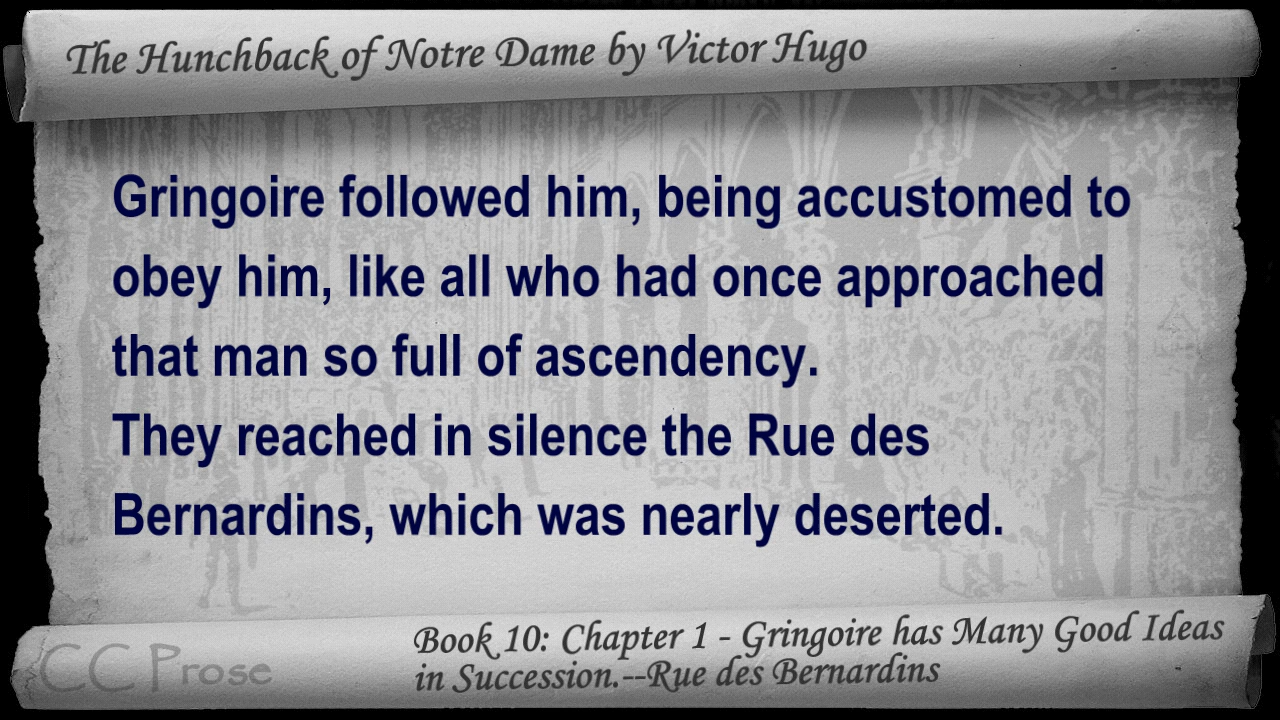 The Hunchback of Notre Dame by Victor Hugo
Gringoire followed him, being accustomed to
obey him, like all who had once approached
that man so full of ascendency.
They reached in silence the Rue des
Bernardins, which was nearly deserted.
CC Prose
Book 10: Chapter 1 - Gringoire has Many Good Ideas
in Succession.--Rue des Bernardins